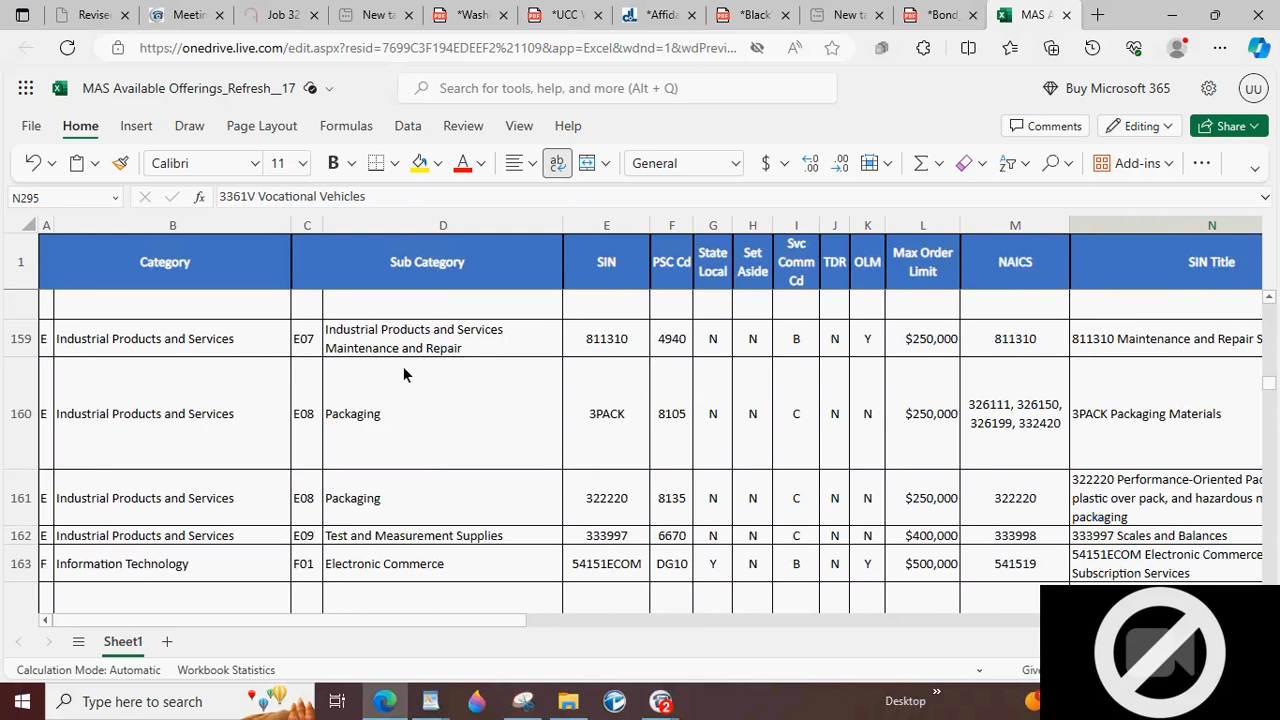 Revised
Meeting
Job 32
New ta
*Wash
*UCC V
*Affida
*Black'
New ta
*Bond_
MAS A
https://onedrive.live.com/edit.aspx?resid=7699C3F194EDEEF2%21109&app=Excel&wdnd=1&wdPrevi...
MAS Available Offerings_Refresh__17
Search for tools, help, and more (Alt + Q)
Buy Microsoft 365
UU
File Home Insert Draw Page Layout Formulas Data Review View Help
Comments Editing Share
Calibri 11 B A ab General $ Add-ins
N295 fx 3361V Vocational Vehicles
A B C D E F G H I J K L M N
1 Category Sub Category SIN PSC Cd State Local Set Aside Svc Comm Cd TDR OLM Max Order Limit NAICS SIN Title
159 E Industrial Products and Services E07 Industrial Products and Services Maintenance and Repair 811310 4940 N N B N Y $250,000 811310 811310 Maintenance and Repair S
160 E Industrial Products and Services E08 Packaging 3PACK 8105 N N C N N $250,000 326111, 326150, 326199, 332420 3PACK Packaging Materials
161 E Industrial Products and Services E08 Packaging 322220 8135 N N C N N $250,000 322220 322220 Performance-Oriented Pac plastic over pack, and hazardous m packaging
162 E Industrial Products and Services E09 Test and Measurement Supplies 333997 6670 N N C N N $400,000 333998 333997 Scales and Balances
163 F Information Technology F01 Electronic Commerce 54151ECOM DG10 Y N B N Y $500,000 541519 54151ECOM Electronic Commerce Subscription Services
Sheet1
Calculation Mode: Automatic Workbook Statistics
Give
Type here to search
2
Desktop